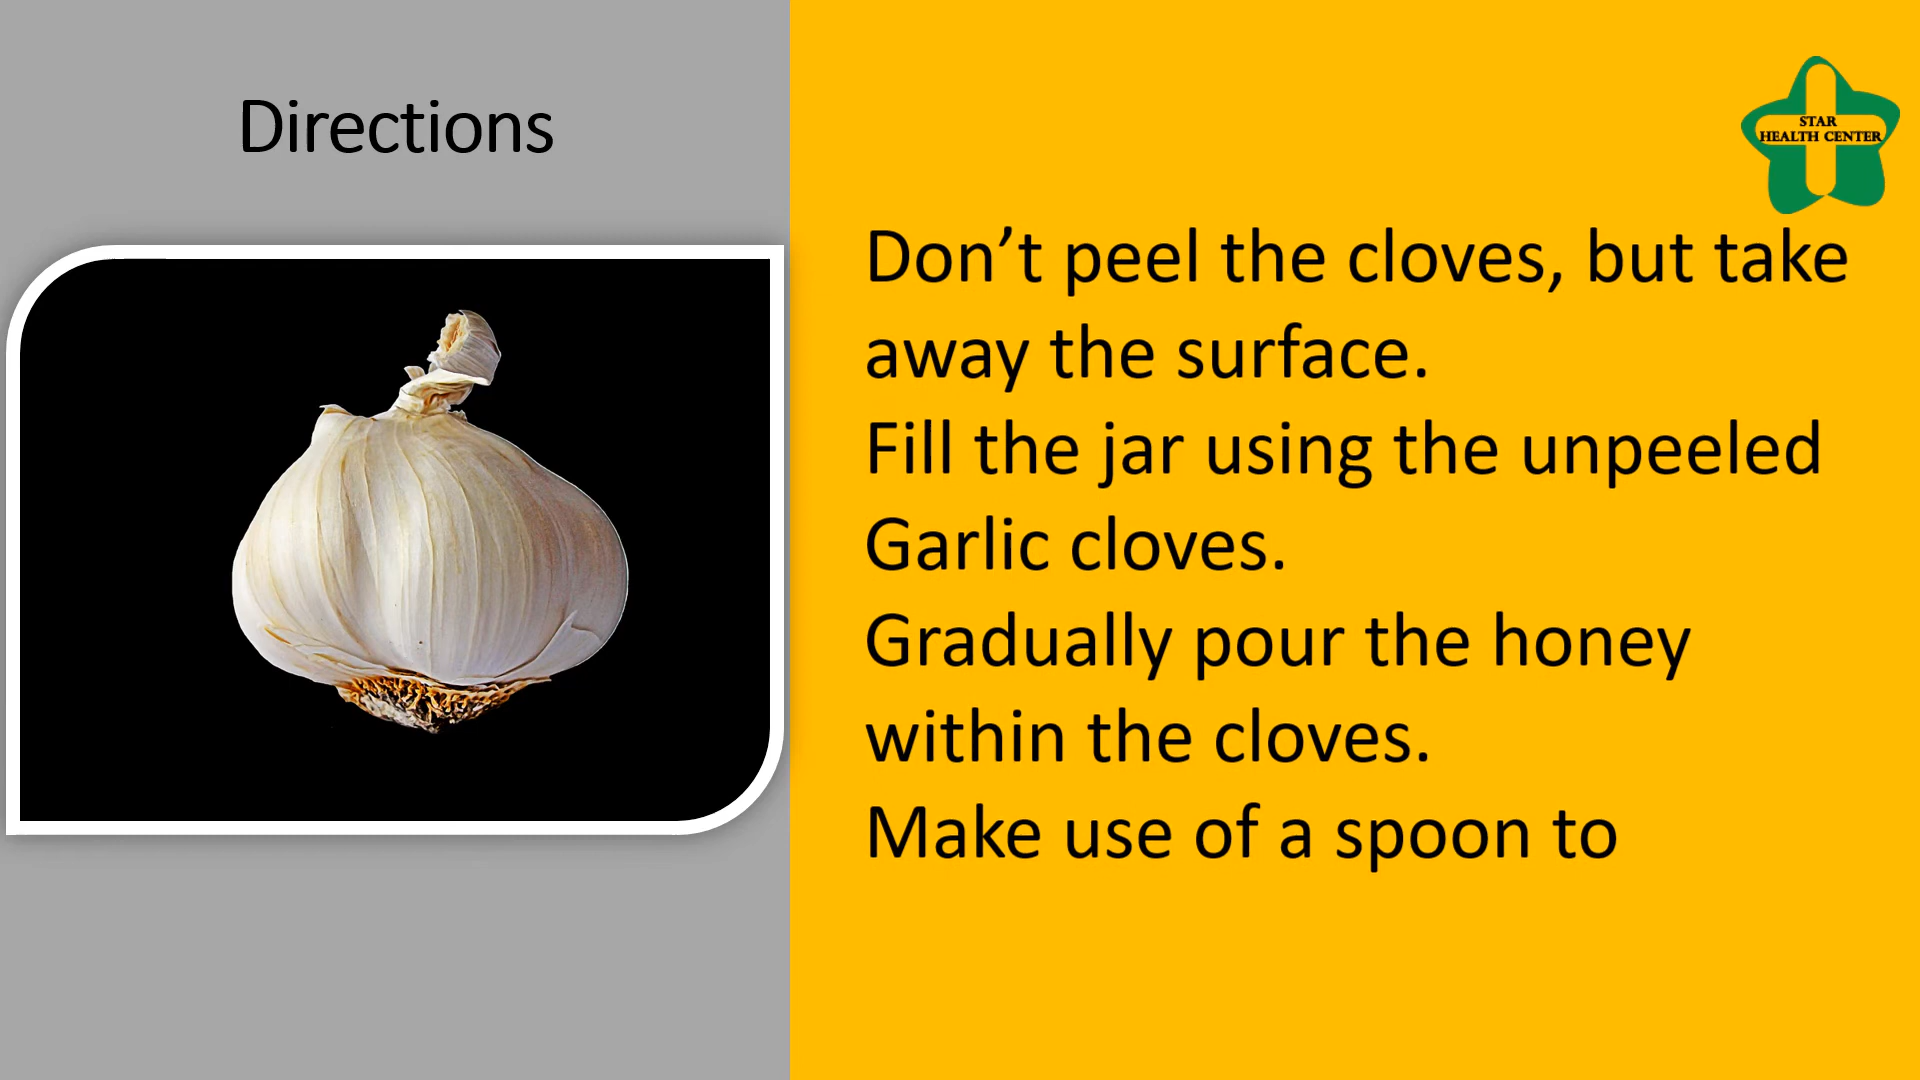 Directions
STAR
HEALTH CENTER
Don’t peel the cloves, but take
away the surface.
Fill the jar using the unpeeled
Garlic cloves.
Gradually pour the honey
within the cloves.
Make use of a spoon to